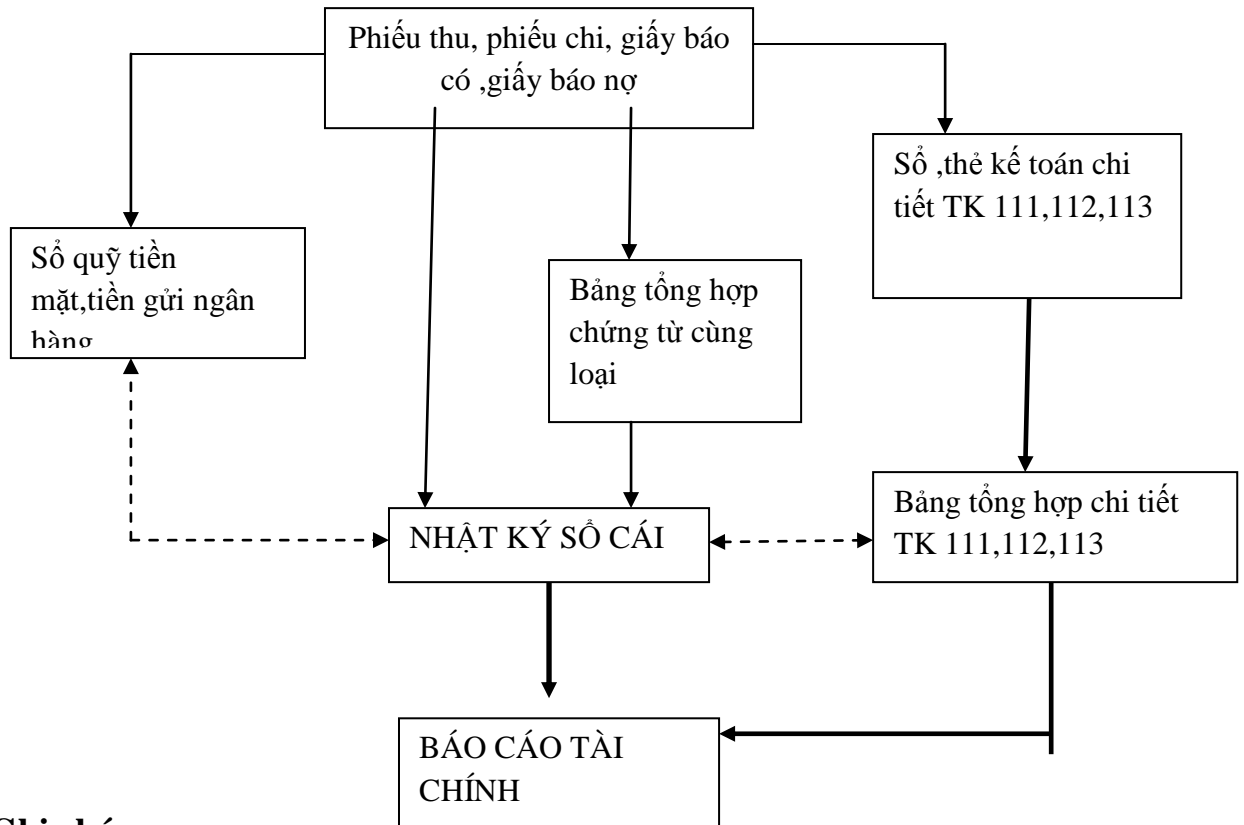 Phiếu thu, phiếu chi, giấy báo
có ,giấy báo nợ
Sổ ,thẻ kế toán chi
tiết TK 111,112,113
Sổ quỹ tiền
mặt,tiền gửi ngân
hàng
Bảng tổng hợp
chứng từ cùng
loại
NHẬT KÝ SỔ CÁI
Bảng tổng hợp chi tiết
TK 111,112,113
BÁO CÁO TÀI
CHÍNH